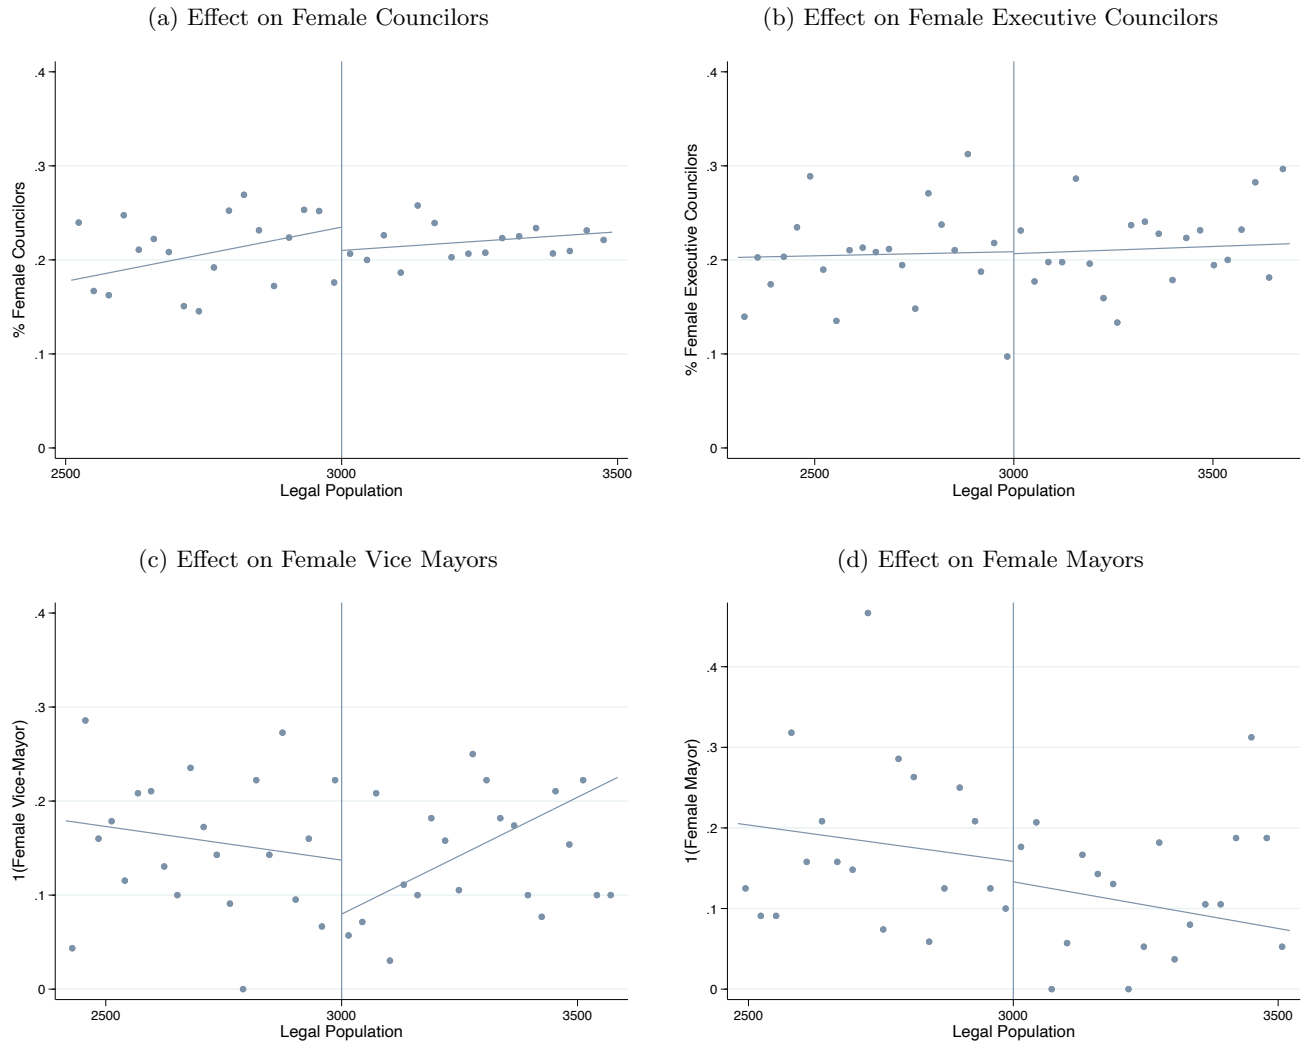 (a) Effect on Female Councilors
% Female Councilors
.4
.3
.2
.1
0
2500 3000 3500
Legal Population
(b) Effect on Female Executive Councilors
% Female Executive Councilors
.4
.3
.2
.1
0
2500 3000 3500
Legal Population
(c) Effect on Female Vice Mayors
1(Female Vice-Mayor)
.4
.3
.2
.1
0
2500 3000 3500
Legal Population
(d) Effect on Female Mayors
1(Female Mayor)
.4
.3
.2
.1
0
2500 3000 3500
Legal Population